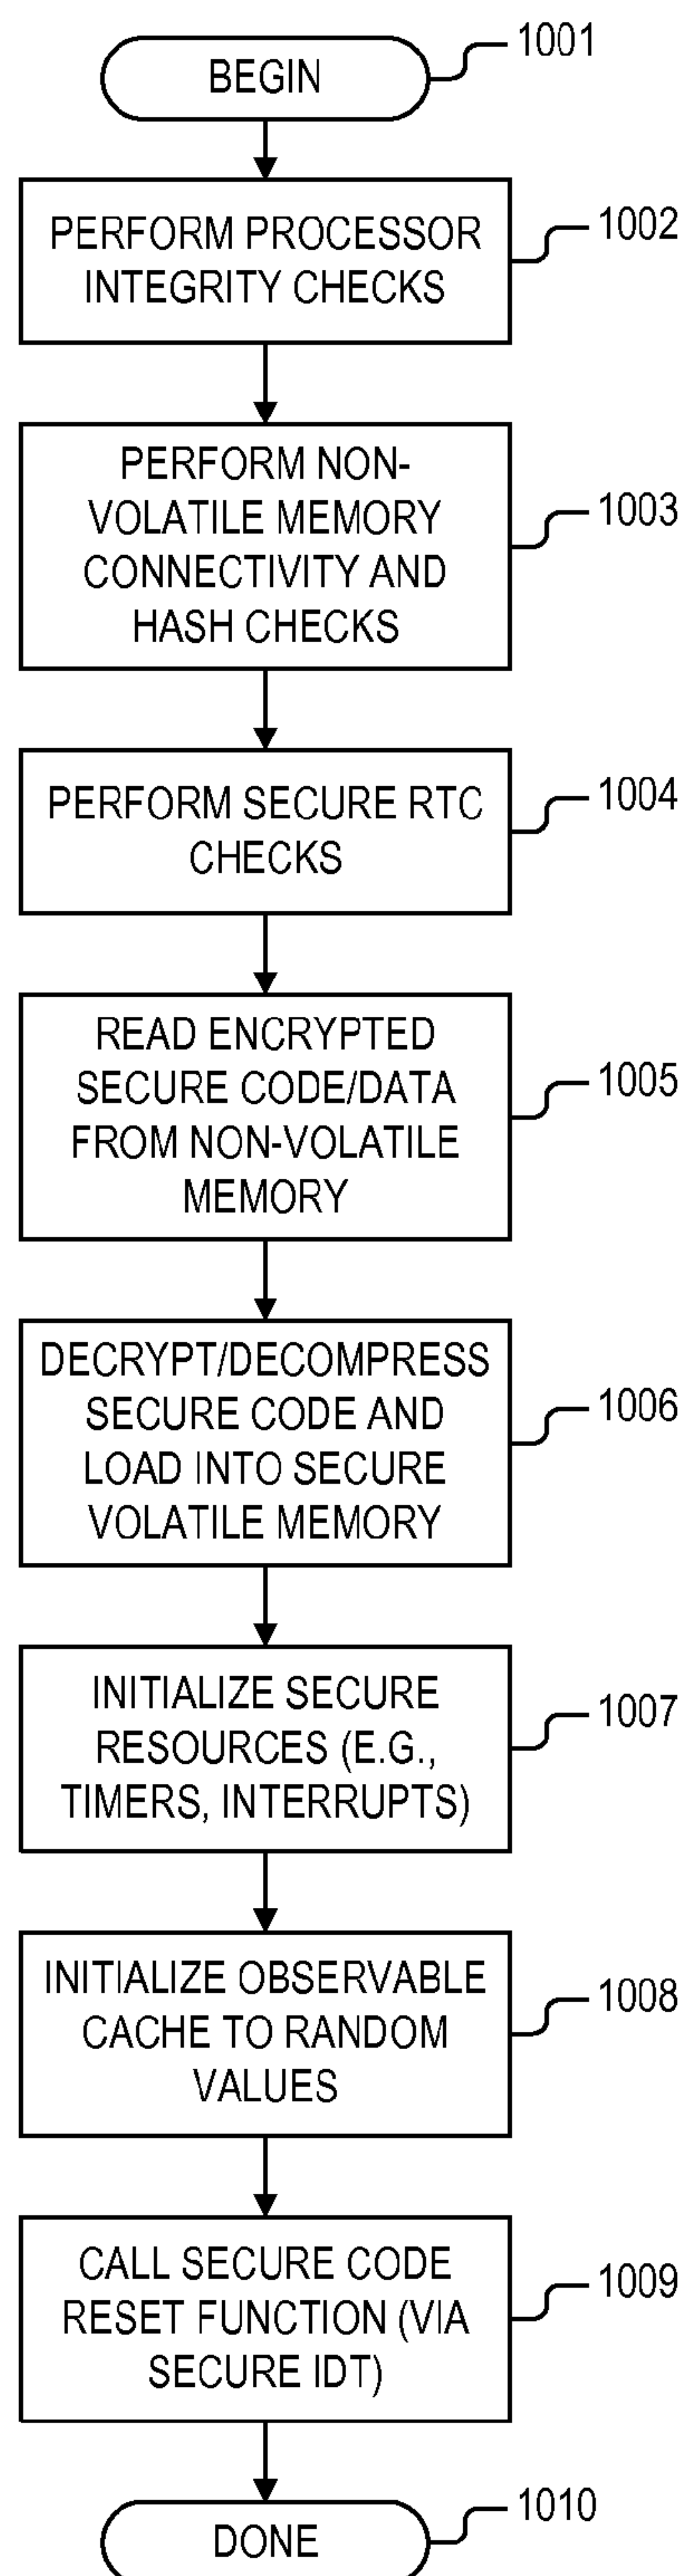 BEGIN
1001
PERFORM PROCESSOR
INTEGRITY CHECKS
1002
PERFORM NON-
VOLATILE MEMORY
CONNECTIVITY AND
HASH CHECKS
1003
PERFORM SECURE RTC
CHECKS
1004
READ ENCRYPTED
SECURE CODE/DATA
FROM NON-VOLATILE
MEMORY
1005
DECRYPT/DECOMPRESS
SECURE CODE AND
LOAD INTO SECURE
VOLATILE MEMORY
1006
INITIALIZE SECURE
RESOURCES (E.G.,
TIMERS, INTERRUPTS)
1007
INITIALIZE OBSERVABLE
CACHE TO RANDOM
VALUES
1008
CALL SECURE CODE
RESET FUNCTION (VIA
SECURE IDT)
1009
DONE
1010